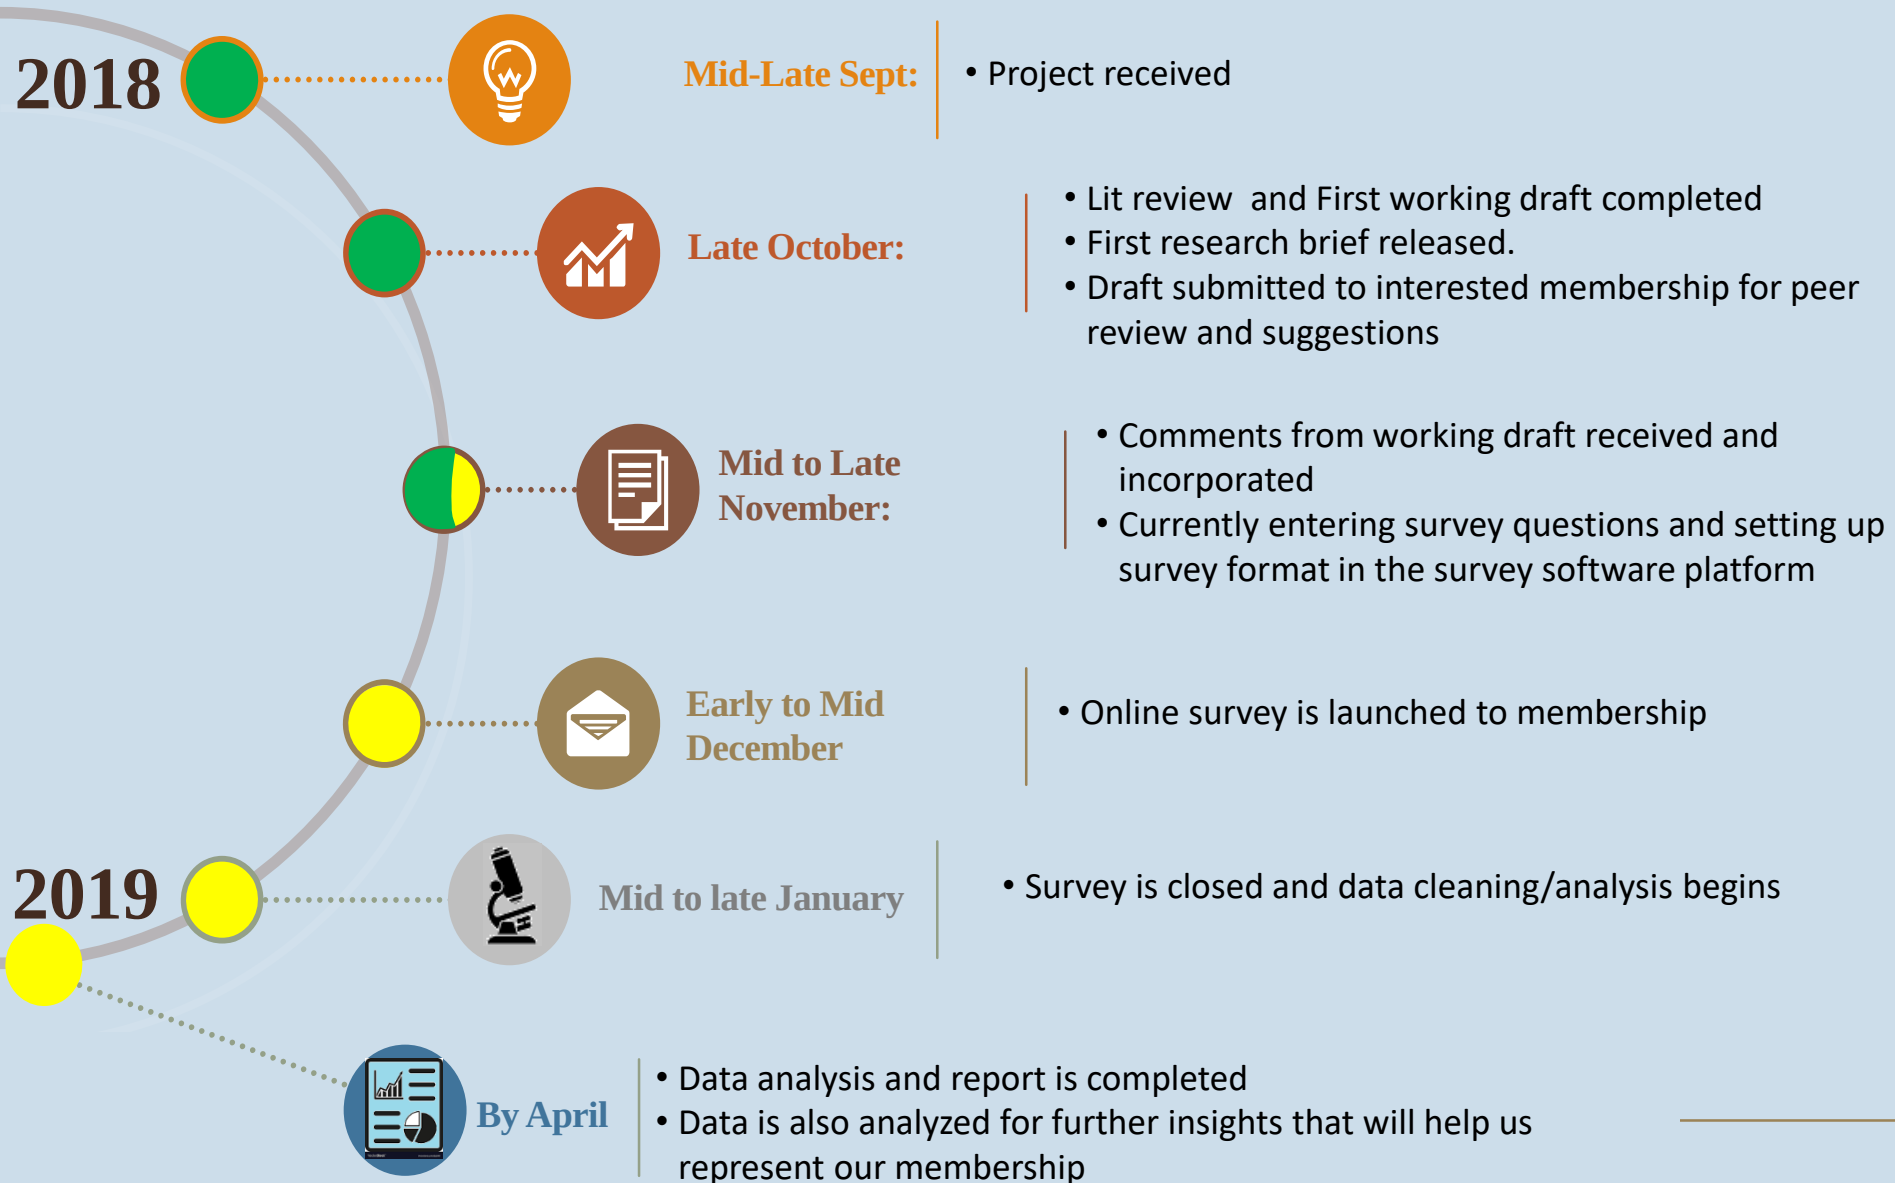 2018
Mid-Late Sept:
• Project received
Late October:
• Lit review  and First working draft completed
• First research brief released.
• Draft submitted to interested membership for peer
review and suggestions
Mid to Late
November:
• Comments from working draft received and
incorporated
• Currently entering survey questions and setting up
survey format in the survey software platform
Early to Mid
December
• Online survey is launched to membership
2019
Mid to late January
• Survey is closed and data cleaning/analysis begins
By April
• Data analysis and report is completed
• Data is also analyzed for further insights that will help us
represent our membership